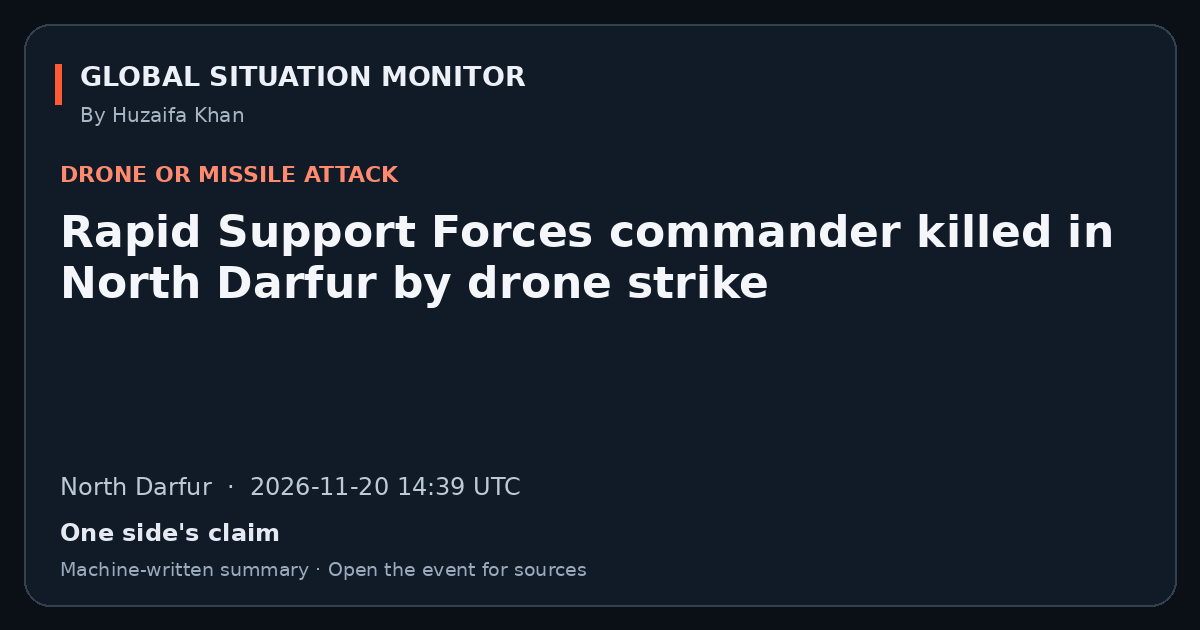 GLOBAL SITUATION MONITOR
By Huzaifa Khan
DRONE OR MISSILE ATTACK
Rapid Support Forces commander killed in
North Darfur by drone strike
North Darfur · 2026-11-20 14:39 UTC
One side's claim
Machine-written summary · Open the event for sources